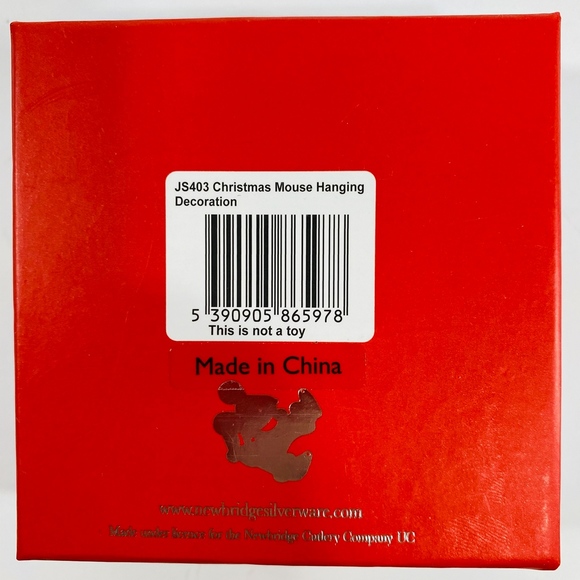 JS403 Christmas Mouse Hanging
Decoration
5 390905 865978
This is not a toy
Made in China
www.newbridgesilverware.com
Made under licence for the Newbridge Cutlery Company UC